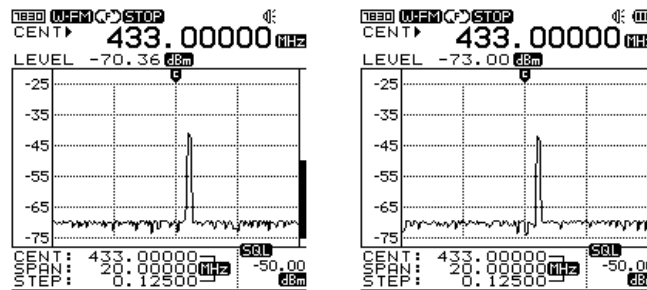 1830 W-FM F STOP
CENT 433.00000 MHz
LEVEL -70.36 dBm
C
-25
-35
-45
-55
-65
-75
CENT: 433.00000
SPAN: 20.00000 MHz
STEP: 0.12500
SQL
-50.00
dBm
1830 W-FM F STOP
CENT 433.00000 MHz
LEVEL -73.00 dBm
C
-25
-35
-45
-55
-65
-75
CENT: 433.00000
SPAN: 20.00000 MHz
STEP: 0.12500
SQL
-50.00
dBm